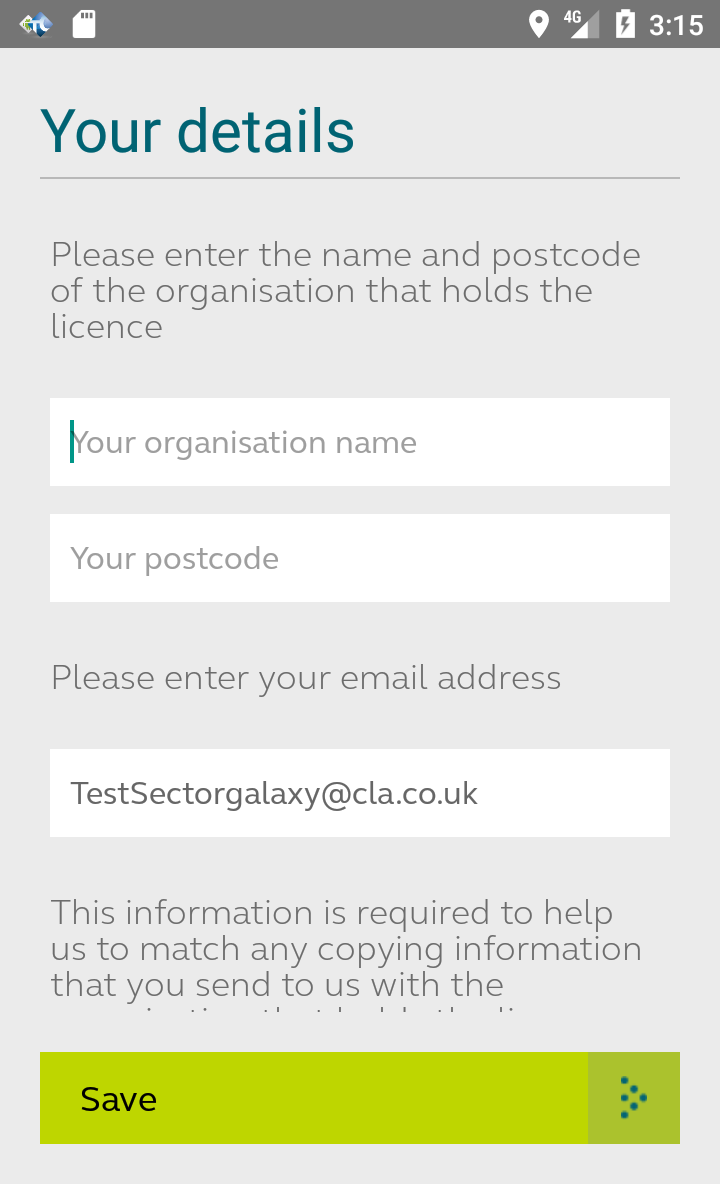 4G 3:15
Your details
Please enter the name and postcode
of the organisation that holds the
licence
Your organisation name
Your postcode
Please enter your email address
TestSectorgalaxy@cla.co.uk
This information is required to help
us to match any copying information
that you send to us with the
Save